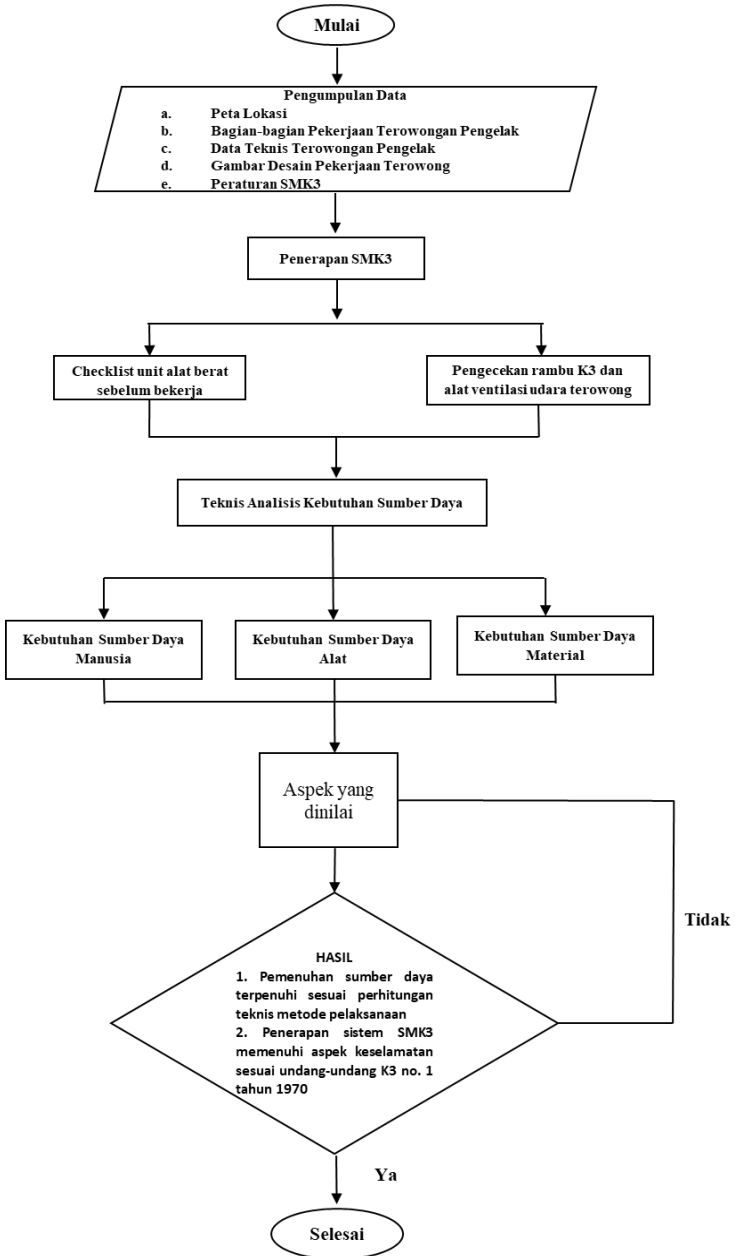 Mulai
Pengumpulan Data
a. Peta Lokasi
b. Bagian-bagian Pekerjaan Terowongan Pengelak
c. Data Teknis Terowongan Pengelak
d. Gambar Desain Pekerjaan Terowong
e. Peraturan SMK3
Penerapan SMK3
Checklist unit alat berat
sebelum bekerja
Pengecekan rambu K3 dan
alat ventilasi udara terowong
Teknis Analisis Kebutuhan Sumber Daya
Kebutuhan Sumber Daya
Manusia
Kebutuhan Sumber Daya
Alat
Kebutuhan Sumber Daya
Material
Aspek yang
dinilai
Tidak
HASIL
1. Pemenuhan sumber daya
terpenuhi sesuai perhitungan
teknis metode pelaksanaan
2. Penerapan sistem SMK3
memenuhi aspek keselamatan
sesuai undang-undang K3 no. 1
tahun 1970
Ya
Selesai